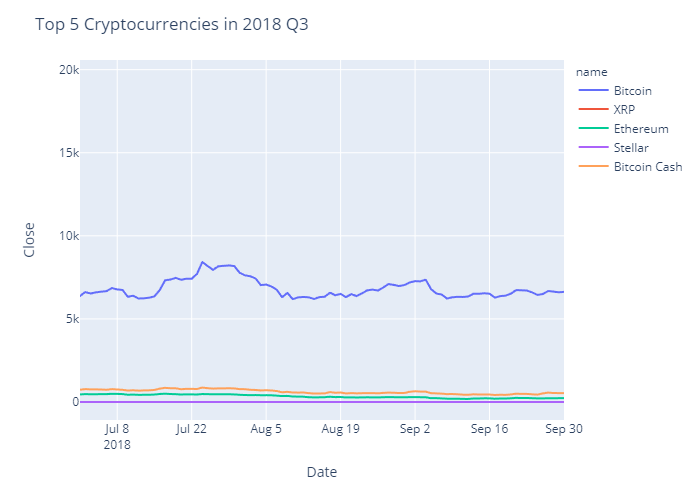 Top 5 Cryptocurrencies in 2018 Q3
20k
15k
10k
5k
0
Close
Jul 8
2018
Jul 22
Aug 5
Aug 19
Sep 2
Sep 16
Sep 30
Date
name
Bitcoin
XRP
Ethereum
Stellar
Bitcoin Cash